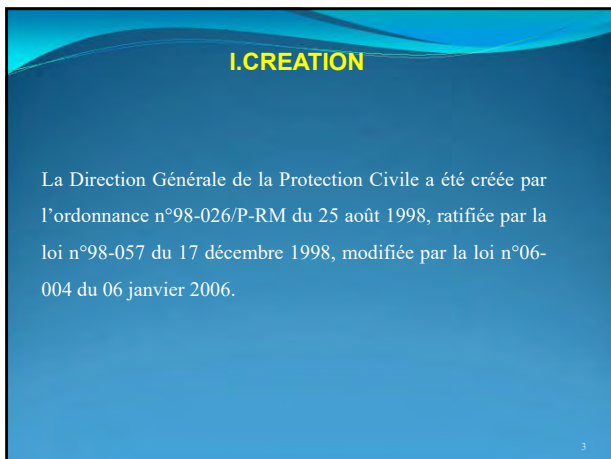 I.CREATION
La Direction Générale de la Protection Civile a été créée par
l’ordonnance n°98-026/P-RM du 25 août 1998, ratifiée par la
loi n°98-057 du 17 décembre 1998, modifiée par la loi n°06-
004 du 06 janvier 2006.
3